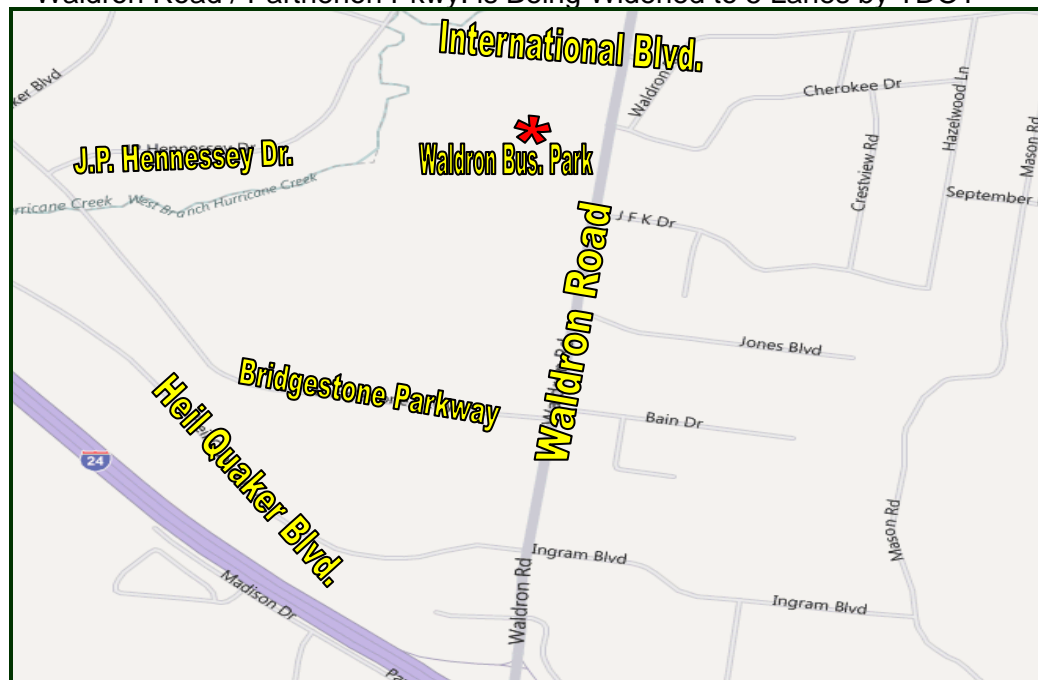 Waldron Road / Parthenon Pkwy. is Being Widened to 5 Lanes by TDOT
International Blvd.
ker Blvd
Waldron
Cherokee Dr
Hazelwood Ln
Mason Rd
J.P. Hennessey Dr.
Hennessey Dr
*
Waldron Bus. Park
Crestview Rd
rricane Creek
West Branch Hurricane Creek
September
J F K Dr
Waldron Road
Jones Blvd
Bridgestone Parkway
Bain Dr
Heil Quaker Blvd.
24
Mason Rd
Ingram Blvd
Waldron Rd
Madison Dr
Ingram Blvd
Pa